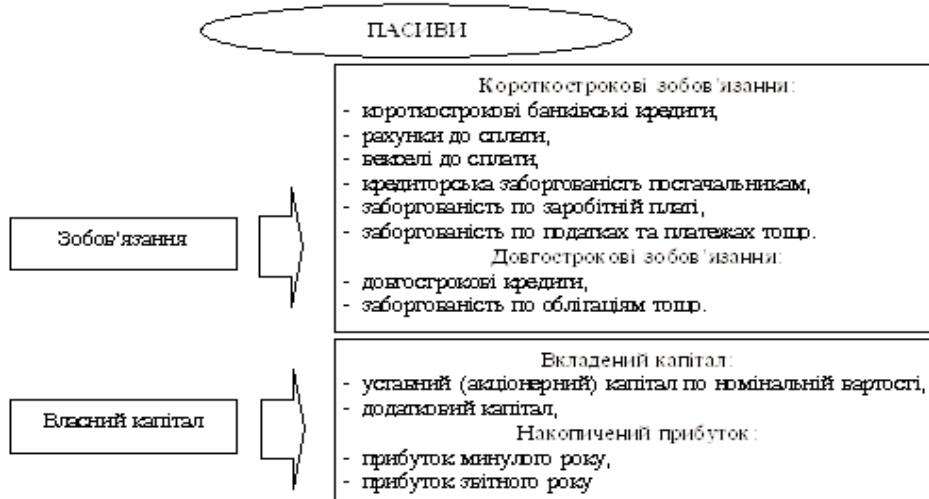 ПАСИВИ
Короткострокові зобов'язання:
- короткострокові банківські кредити,
- рахунки до сплати,
- векселі до сплати,
- кредиторська заборгованість постачальникам,
- заборгованість по заробітній платі,
- заборгованість по податках та платежах тощо.
Довгострокові зобов'язання:
- довгострокові кредити,
- заборгованість по облігаціям тощо.
Зобов'язання
Вкладений капітал:
- уставний (акціонерний) капітал по номінальній вартості,
- додатковий капітал,
Накопичений прибуток:
- прибуток минулого року,
- прибуток звітного року
Власний капітал